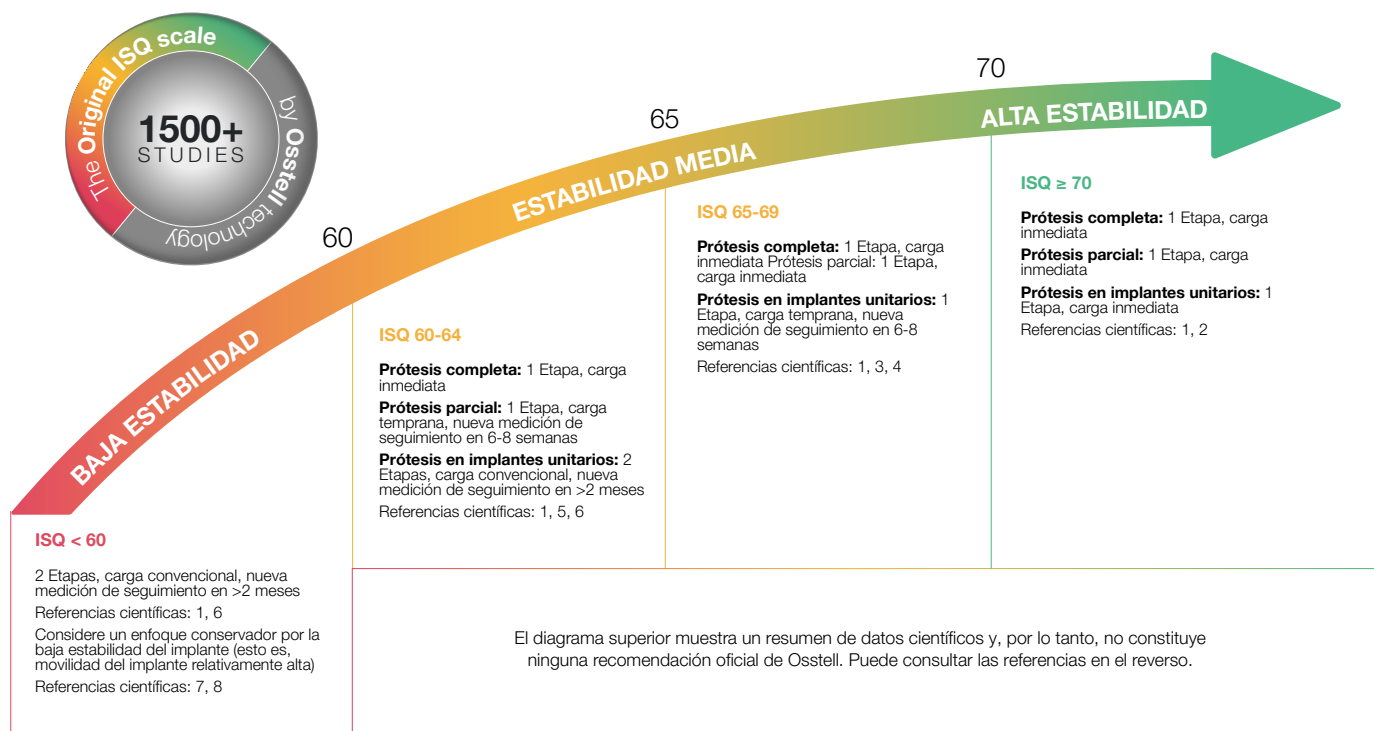 The Original ISQ scale
by Osstell technology
1500+
STUDIES
60
65
70
BAJA ESTABILIDAD
ESTABILIDAD MEDIA
ALTA ESTABILIDAD
ISQ < 60
2 Etapas, carga convencional, nueva
medición de seguimiento en >2 meses
Referencias científicas: 1, 6
Considere un enfoque conservador por la
baja estabilidad del implante (esto es,
movilidad del implante relativamente alta)
Referencias científicas: 7, 8
ISQ 60-64
Prótesis completa: 1 Etapa, carga
inmediata
Prótesis parcial: 1 Etapa, carga
temprana, nueva medición de
seguimiento en 6-8 semanas
Prótesis en implantes unitarios: 2
Etapas, carga convencional, nueva
medición de seguimiento en >2 meses
Referencias científicas: 1, 5, 6
ISQ 65-69
Prótesis completa: 1 Etapa, carga
inmediata Prótesis parcial: 1 Etapa,
carga inmediata
Prótesis en implantes unitarios: 1
Etapa, carga temprana, nueva
medición de seguimiento en 6-8
semanas
Referencias científicas: 1, 3, 4
ISQ ≥ 70
Prótesis completa: 1 Etapa, carga
inmediata
Prótesis parcial: 1 Etapa, carga
inmediata
Prótesis en implantes unitarios: 1
Etapa, carga inmediata
Referencias científicas: 1, 2
El diagrama superior muestra un resumen de datos científicos y, por lo tanto, no constituye
ninguna recomendación oficial de Osstell. Puede consultar las referencias en el reverso.